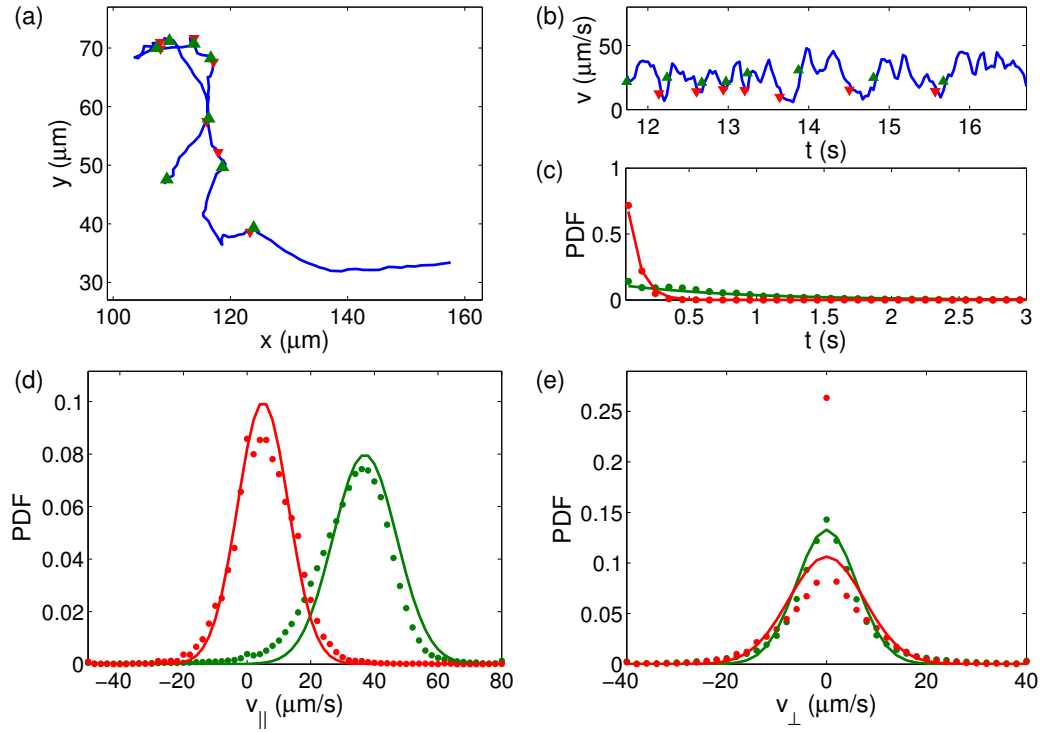 (a)
70
60
50
40
30
y (μm)
100 120 140 160
x (μm)
(b)
50
0
v (μm/s)
12 13 14 15 16
t (s)
(c)
1
0.5
0
PDF
0.5 1 1.5 2 2.5 3
t (s)
(d)
0.1
0.08
0.06
0.04
0.02
0
PDF
−40 −20 0 20 40 60 80
v|| (μm/s)
(e)
0.25
0.2
0.15
0.1
0.05
0
PDF
−40 −20 0 20 40
v⊥ (μm/s)